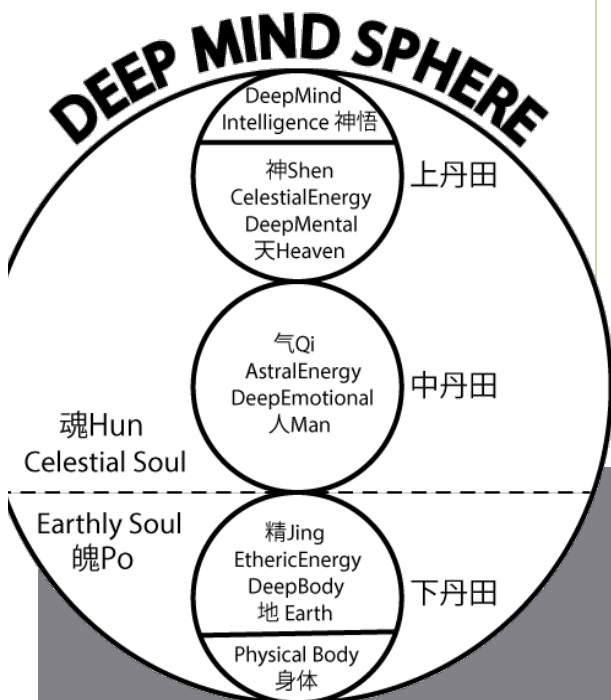 DEEP MIND SPHERE
DeepMind
Intelligence 神悟
神Shen
CelestialEnergy
DeepMental
天Heaven
上丹田
气Qi
AstralEnergy
DeepEmotional
人Man
中丹田
魂Hun
Celestial Soul
Earthly Soul
魄Po
精Jing
EthericEnergy
DeepBody
地 Earth
下丹田
Physical Body
身体